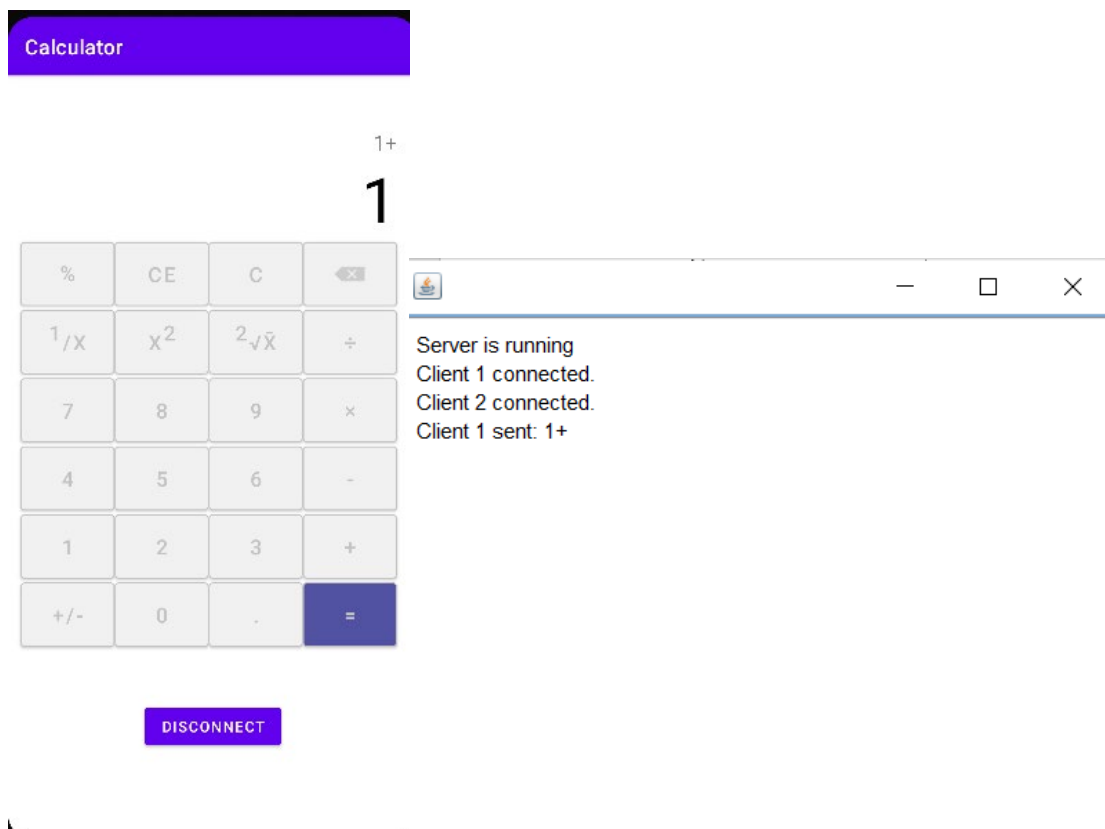 Calculator
1+
1
% CE C
1/X X2 2√x̄ ÷
7 8 9 ×
4 5 6 -
1 2 3 +
+/- 0 . =
DISCONNECT
Server is running
Client 1 connected.
Client 2 connected.
Client 1 sent: 1+